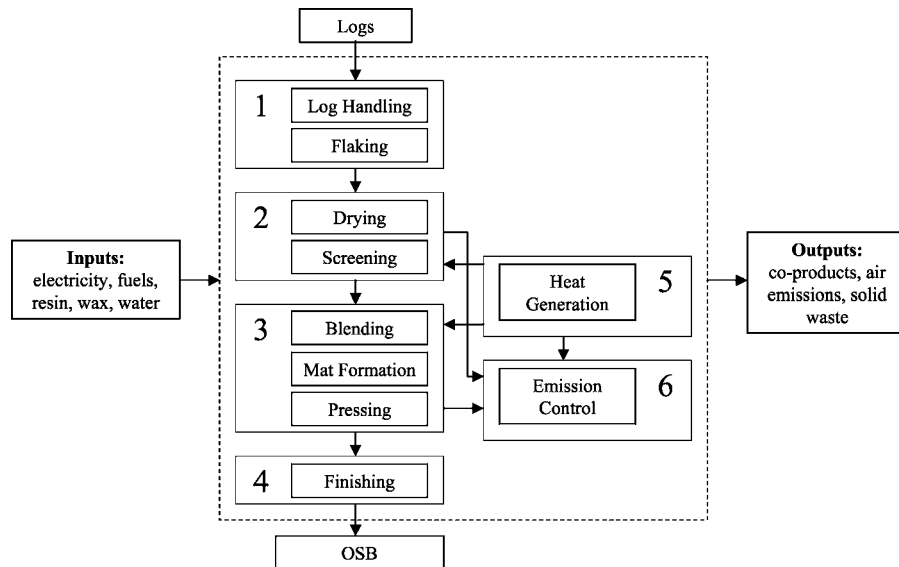 Logs
1
Log Handling
Flaking
2
Drying
Screening
Inputs:
electricity, fuels,
resin, wax, water
Heat
Generation
5
Outputs:
co-products, air
emissions, solid
waste
3
Blending
Mat Formation
Pressing
Emission
Control
6
4
Finishing
OSB